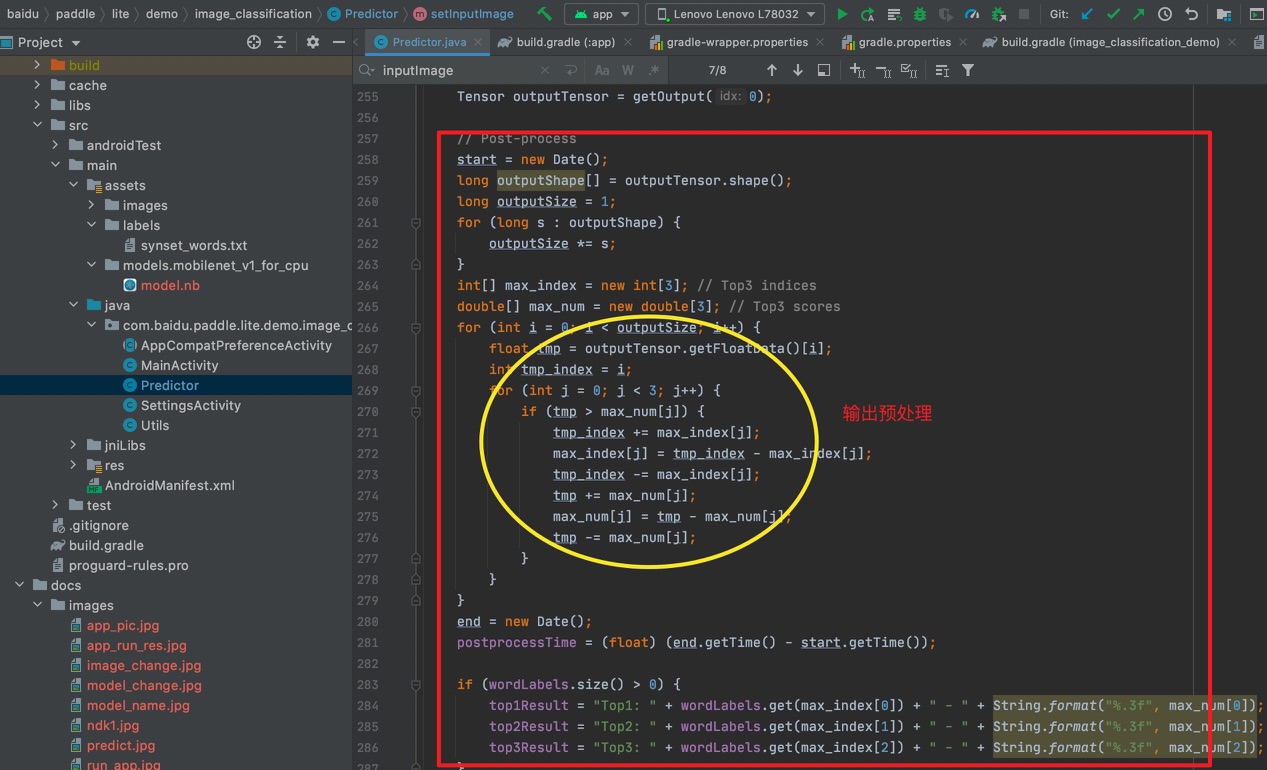 baidu > paddle > lite > demo > image_classification > Predictor > setInputImage app Lenovo Lenovo L78032 Git:
Project
Predictor.java build.gradle (:app) gradle-wrapper.properties gradle.properties build.gradle (image_classification_demo)
inputImage Aa W .* 7/8
build
cache
libs
src
androidTest
main
assets
images
labels
synset_words.txt
models.mobilenet_v1_for_cpu
model.nb
java
com.baidu.paddle.lite.demo.image_c
AppCompatPreferenceActivity
MainActivity
Predictor
SettingsActivity
Utils
jniLibs
res
AndroidManifest.xml
test
.gitignore
build.gradle
proguard-rules.pro
docs
images
app_pic.jpg
app_run_res.jpg
image_change.jpg
model_change.jpg
model_name.jpg
ndk1.jpg
predict.jpg
run_app.jpg
255 Tensor outputTensor = getOutput( idx: 0);
256
257 // Post-process
258 start = new Date();
259 long outputShape[] = outputTensor.shape();
260 long outputSize = 1;
261 for (long s : outputShape) {
262 outputSize *= s;
263 }
264 int[] max_index = new int[3]; // Top3 indices
265 double[] max_num = new double[3]; // Top3 scores
266 for (int i = 0; i < outputSize; i++) {
267 float tmp = outputTensor.getFloatData()[i];
268 int tmp_index = i;
269 for (int j = 0; j < 3; j++) {
270 if (tmp > max_num[j]) {
271 tmp_index += max_index[j];
272 max_index[j] = tmp_index - max_index[j];
273 tmp_index -= max_index[j];
274 tmp += max_num[j];
275 max_num[j] = tmp - max_num[j];
276 tmp -= max_num[j];
277 }
278 }
279 }
280 end = new Date();
281 postprocessTime = (float) (end.getTime() - start.getTime());
282
283 if (wordLabels.size() > 0) {
284 top1Result = "Top1: " + wordLabels.get(max_index[0]) + " - " + String.format("%.3f", max_num[0]);
285 top2Result = "Top2: " + wordLabels.get(max_index[1]) + " - " + String.format("%.3f", max_num[1]);
286 top3Result = "Top3: " + wordLabels.get(max_index[2]) + " - " + String.format("%.3f", max_num[2]);
287 }
输出预处理